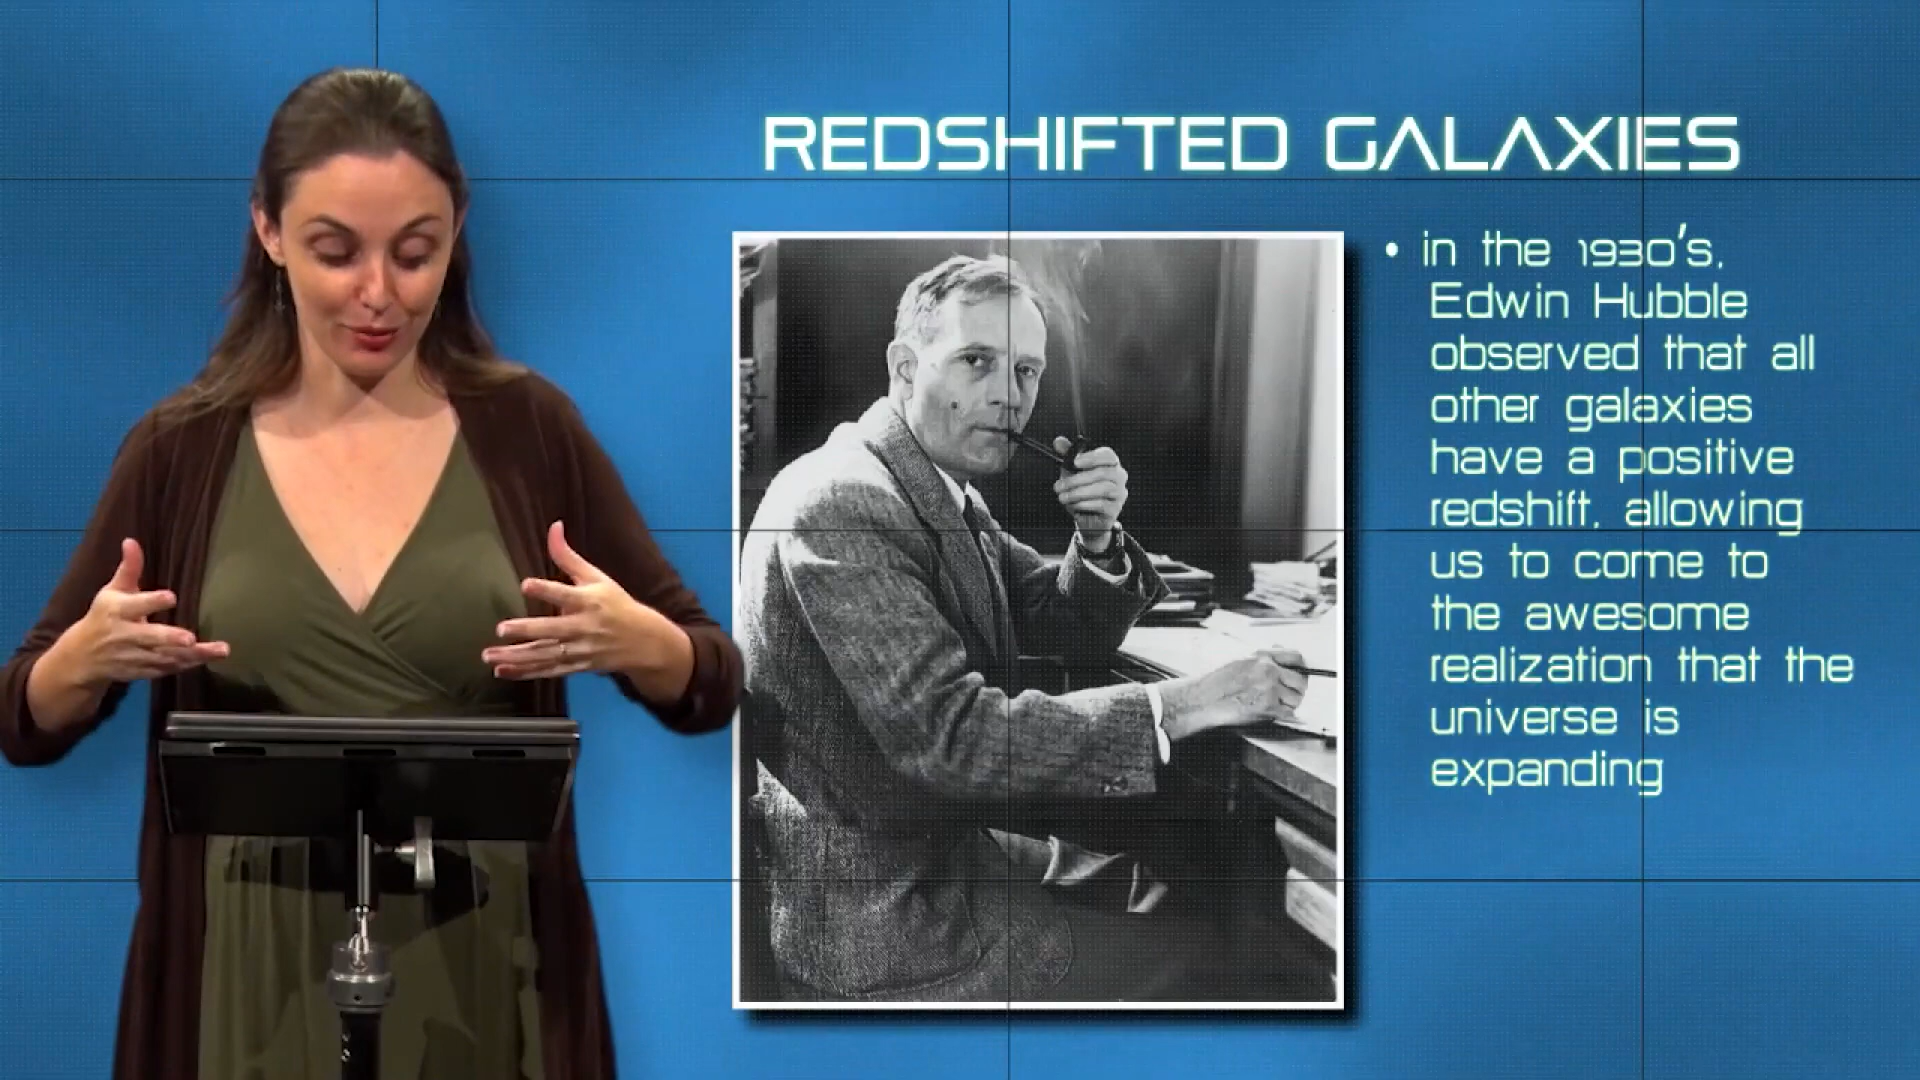 REDSHIFTED GALAXIES
• in the 1930's,
Edwin Hubble
observed that all
other galaxies
have a positive
redshift, allowing
us to come to
the awesome
realization that the
universe is
expanding